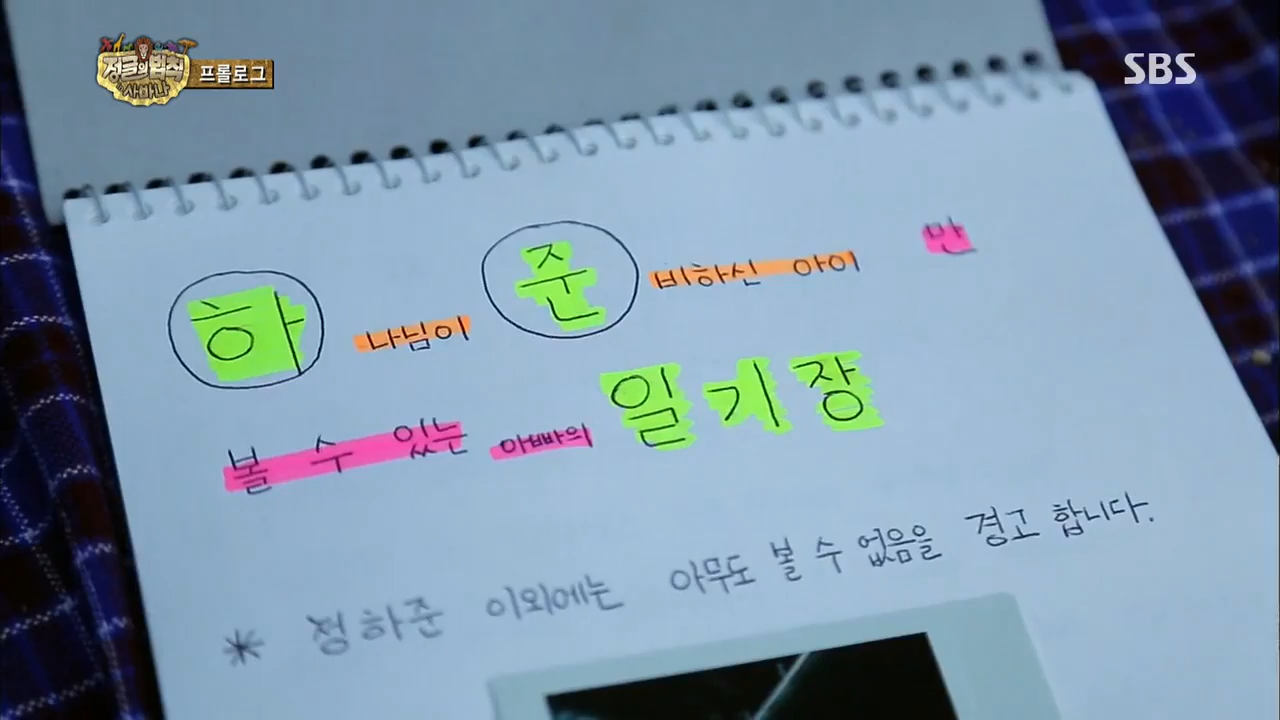 정글의 법칙
사바나
프롤로그
SBS
하나님이 준비하신 아이 만
볼 수 있는 아빠의 일기장
* 정하준 이외에는 아무도 볼 수 없음을 경고 합니다.